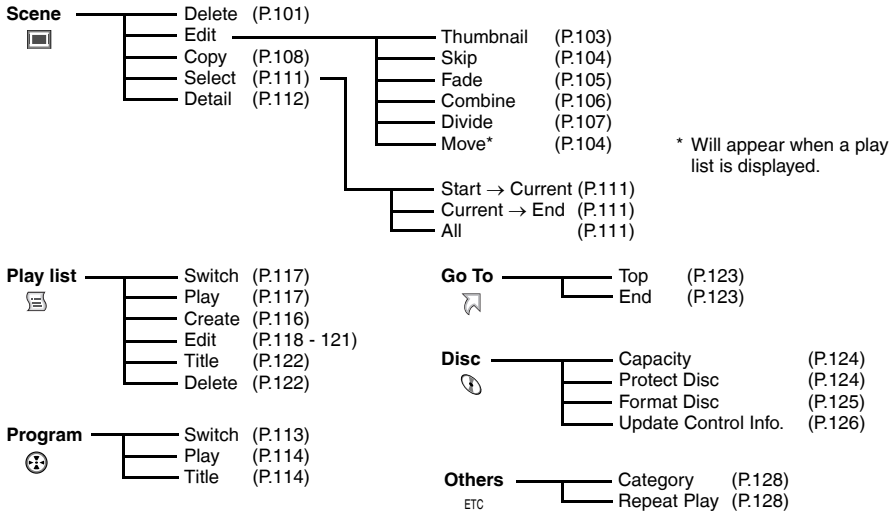 Scene
Delete (P.101)
Edit
Copy (P.108)
Select (P.111)
Detail (P.112)
Thumbnail (P.103)
Skip (P.104)
Fade (P.105)
Combine (P.106)
Divide (P.107)
Move* (P.104)
* Will appear when a play
list is displayed.
Start → Current (P.111)
Current → End (P.111)
All (P.111)
Play list
Switch (P.117)
Play (P.117)
Create (P.116)
Edit (P.118 - 121)
Title (P.122)
Delete (P.122)
Go To
Top (P.123)
End (P.123)
Disc
Capacity (P.124)
Protect Disc (P.124)
Format Disc (P.125)
Update Control Info. (P.126)
Program
Switch (P.113)
Play (P.114)
Title (P.114)
Others
ETC
Category (P.128)
Repeat Play (P.128)